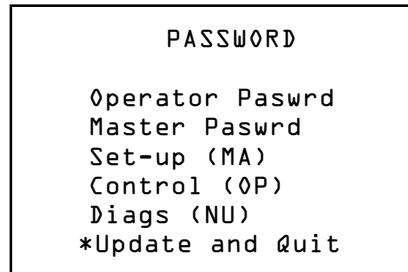 PASSWORD
Operator Paswrd
Master Paswrd
Set-up (MA)
Control (OP)
Diags (NU)
*Update and Quit